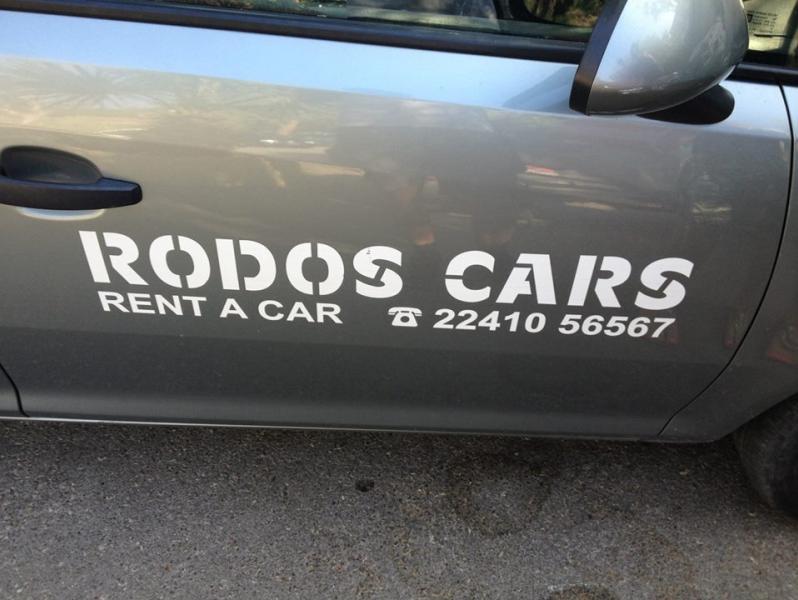 RODOS CARS
RENT A CAR ☎ 22410 56567